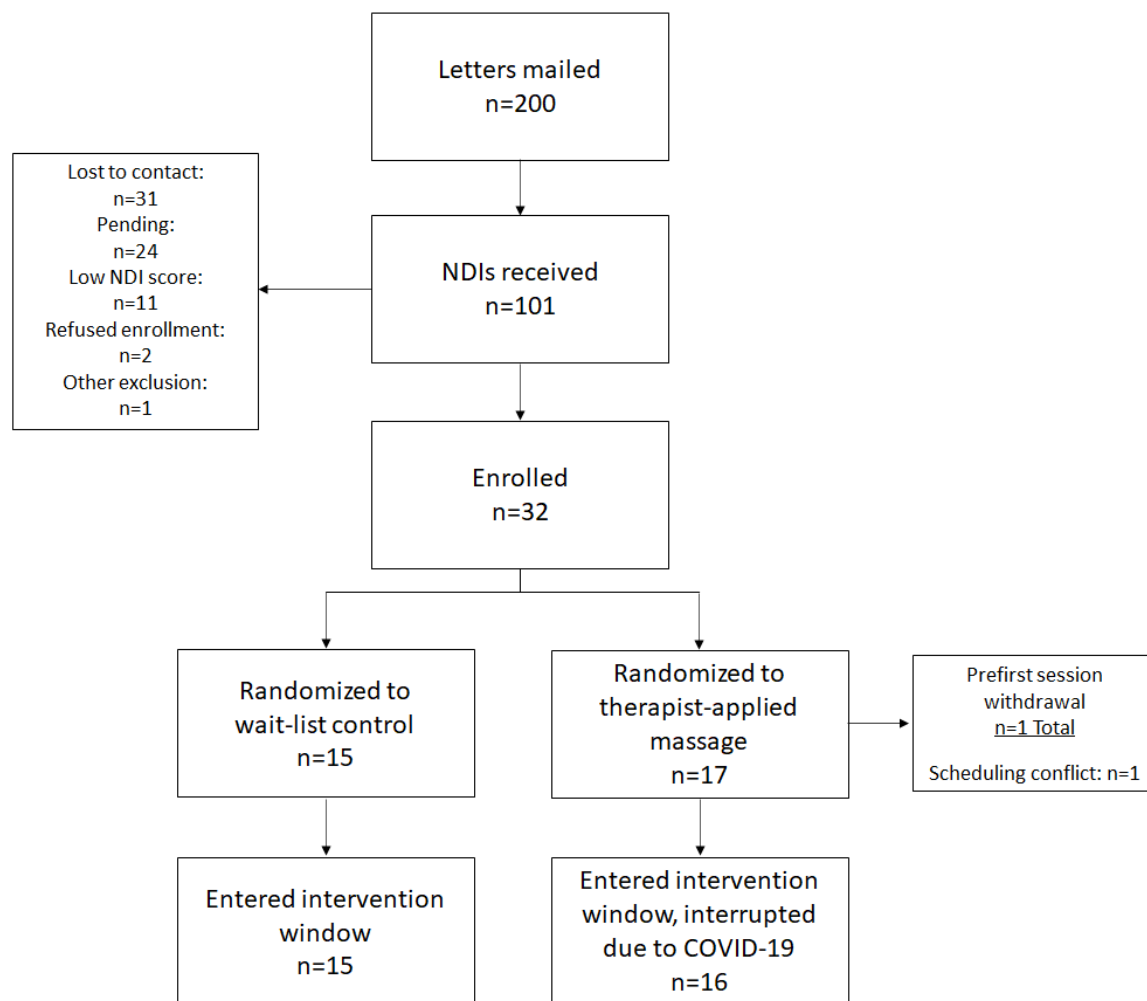 Letters mailed
n=200
Lost to contact:
n=31
Pending:
n=24
Low NDI score:
n=11
Refused enrollment:
n=2
Other exclusion:
n=1
NDIs received
n=101
Enrolled
n=32
Randomized to
wait-list control
n=15
Randomized to
therapist-applied
massage
n=17
Prefirst session
withdrawal
n=1 Total
Scheduling conflict: n=1
Entered intervention
window
n=15
Entered intervention
window, interrupted
due to COVID-19
n=16